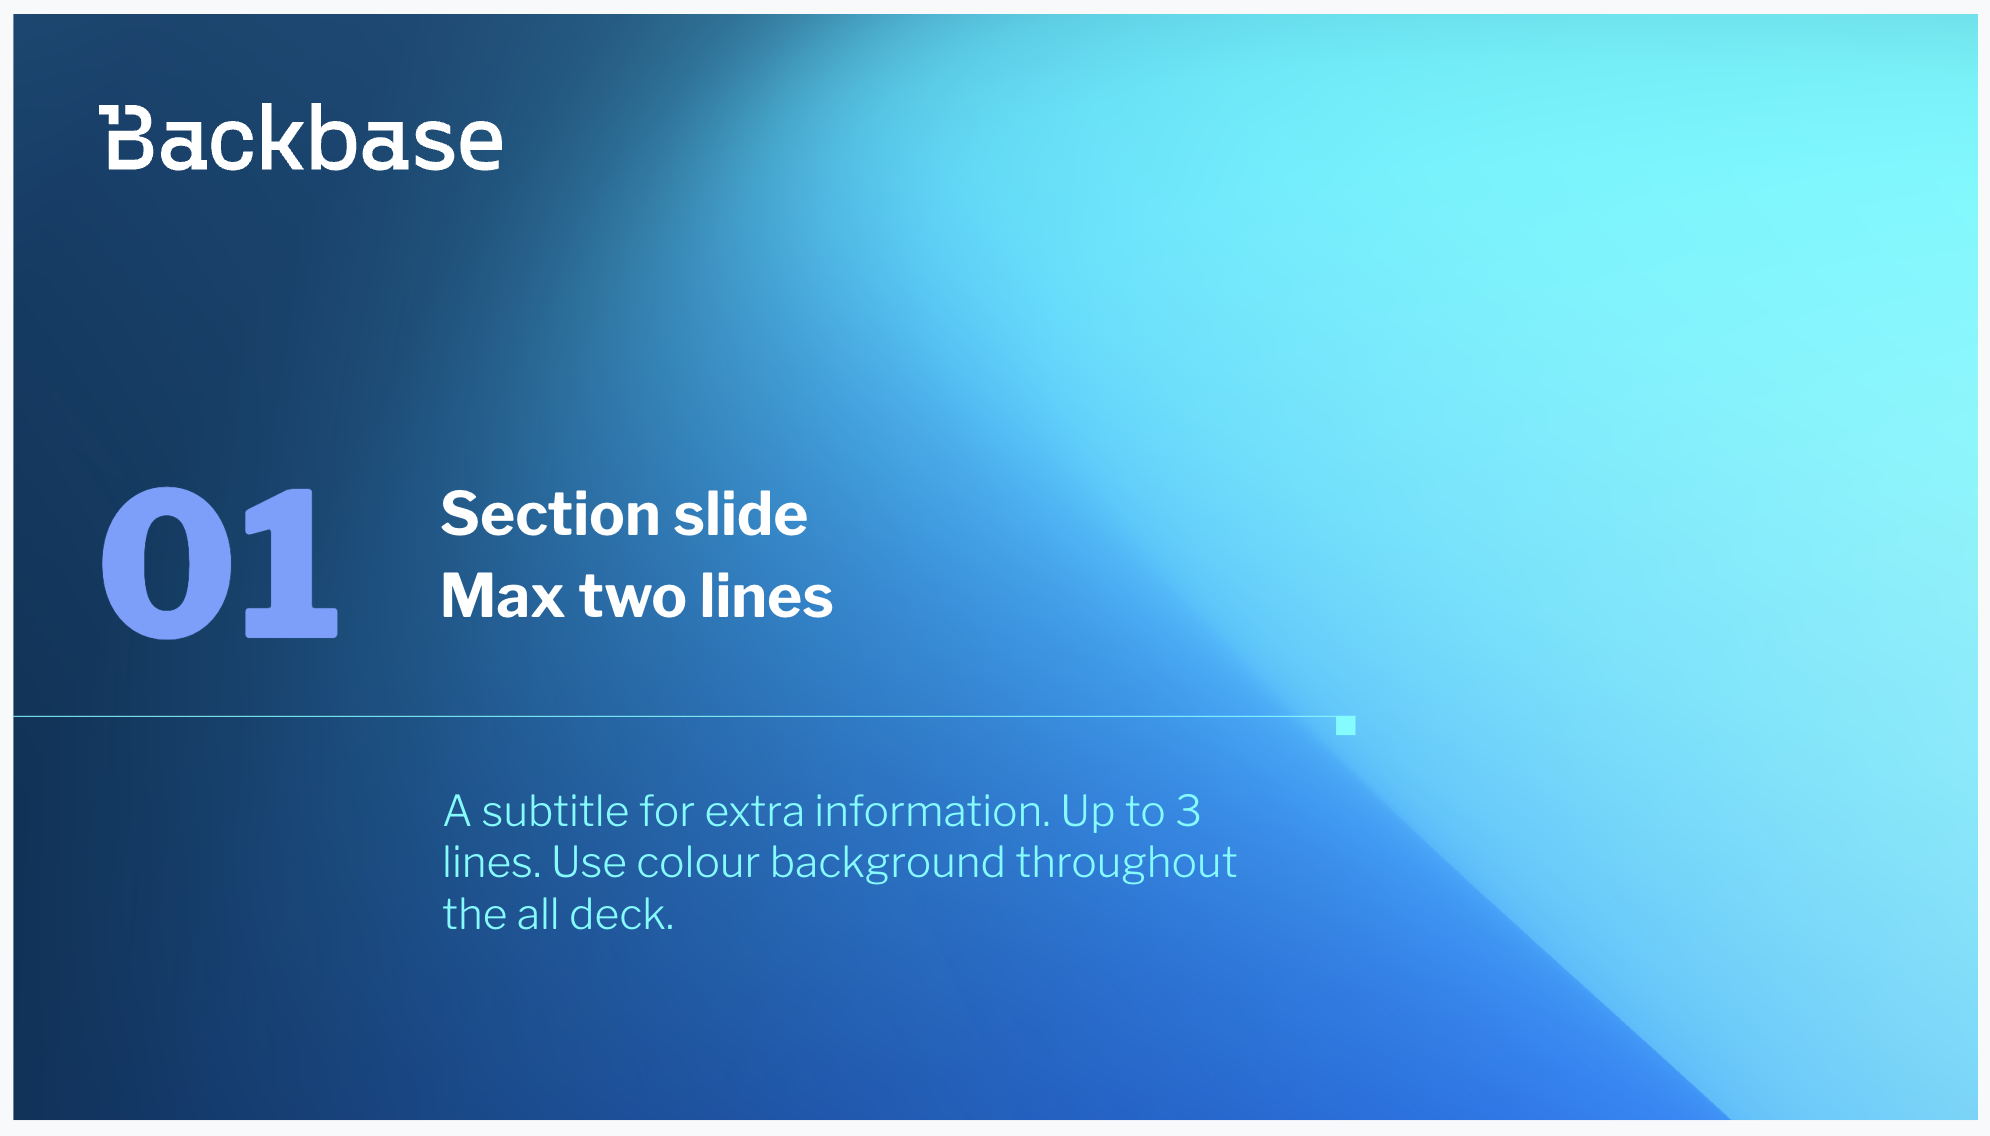 Backbase
01
Section slide
Max two lines
A subtitle for extra information. Up to 3
lines. Use colour background throughout
the all deck.